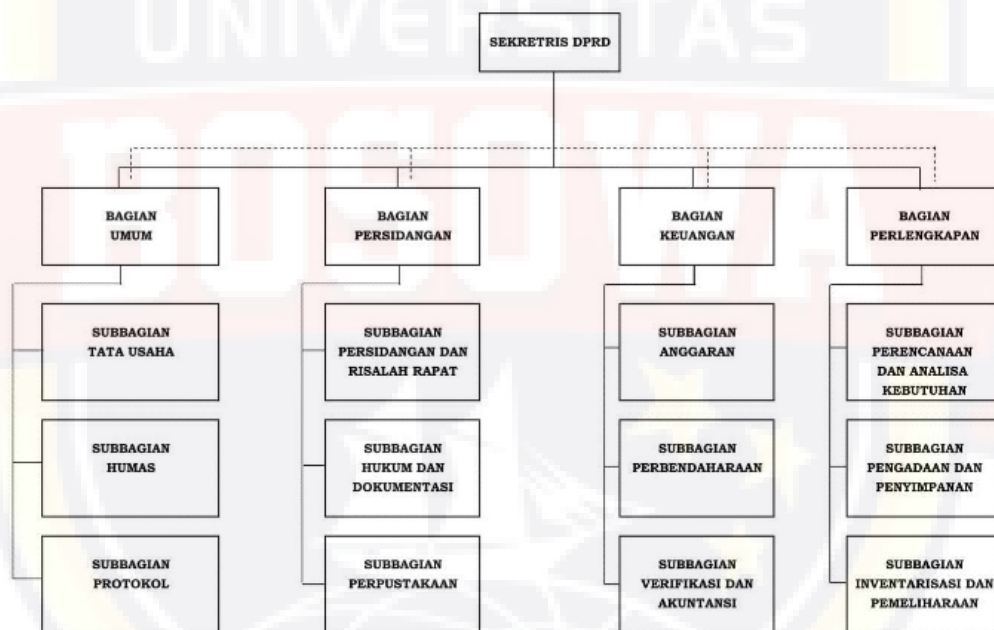 UNIVERSITAS
BOSOWA
SEKRETRIS DPRD
BAGIAN
UMUM
BAGIAN
PERSIDANGAN
BAGIAN
KEUANGAN
BAGIAN
PERLENGKAPAN
SUBBAGIAN
TATA USAHA
SUBBAGIAN
PERSIDANGAN DAN
RISALAH RAPAT
SUBBAGIAN
ANGGARAN
SUBBAGIAN
PERENCANAAN
DAN ANALISA
KEBUTUHAN
SUBBAGIAN
HUMAS
SUBBAGIAN
HUKUM DAN
DOKUMENTASI
SUBBAGIAN
PERBENDAHARAAN
SUBBAGIAN
PENGADAAN DAN
PENYIMPANAN
SUBBAGIAN
PROTOKOL
SUBBAGIAN
PERPUSTAKAAN
SUBBAGIAN
VERIFIKASI DAN
AKUNTANSI
SUBBAGIAN
INVENTARISASI DAN
PEMELIHARAAN